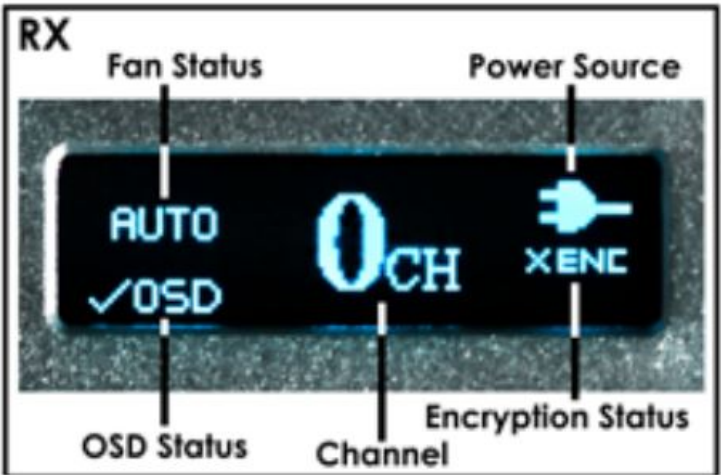 RX
Fan Status
Power Source
AUTO
0CH
XENC
✓OSD
Encryption Status
OSD Status
Channel